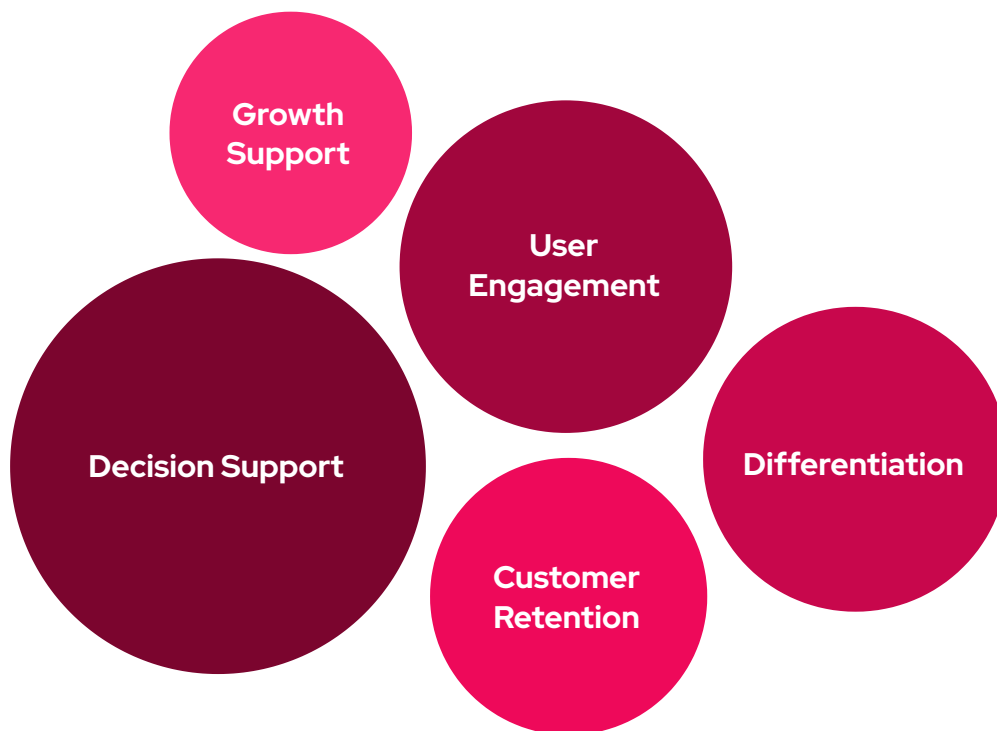 Growth
Support
User
Engagement
Decision Support
Differentiation
Customer
Retention